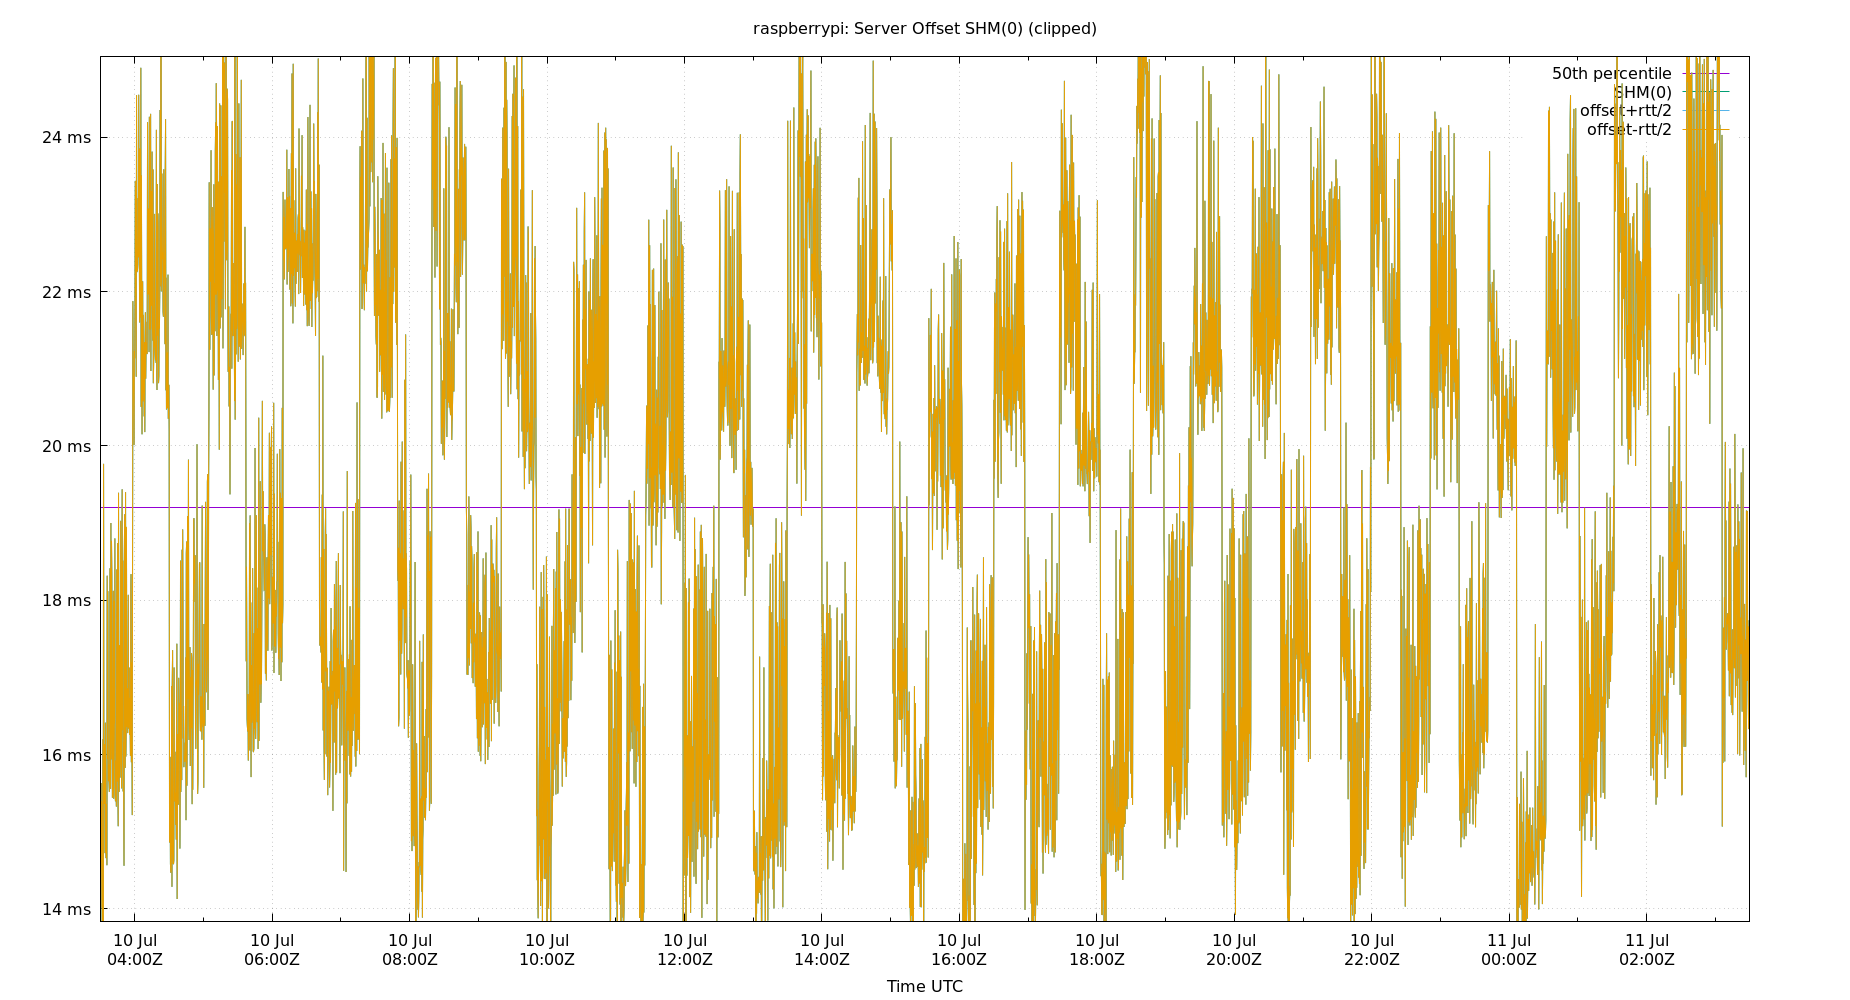 raspberrypi: Server Offset SHM(0) (clipped)
50th percentile
SHM(0)
offset+rtt/2
offset-rtt/2
24 ms
22 ms
20 ms
18 ms
16 ms
14 ms
10 Jul 10 Jul 10 Jul 10 Jul 10 Jul 10 Jul 10 Jul 10 Jul 10 Jul 10 Jul 11 Jul 11 Jul
04:00Z 06:00Z 08:00Z 10:00Z 12:00Z 14:00Z 16:00Z 18:00Z 20:00Z 22:00Z 00:00Z 02:00Z
Time UTC